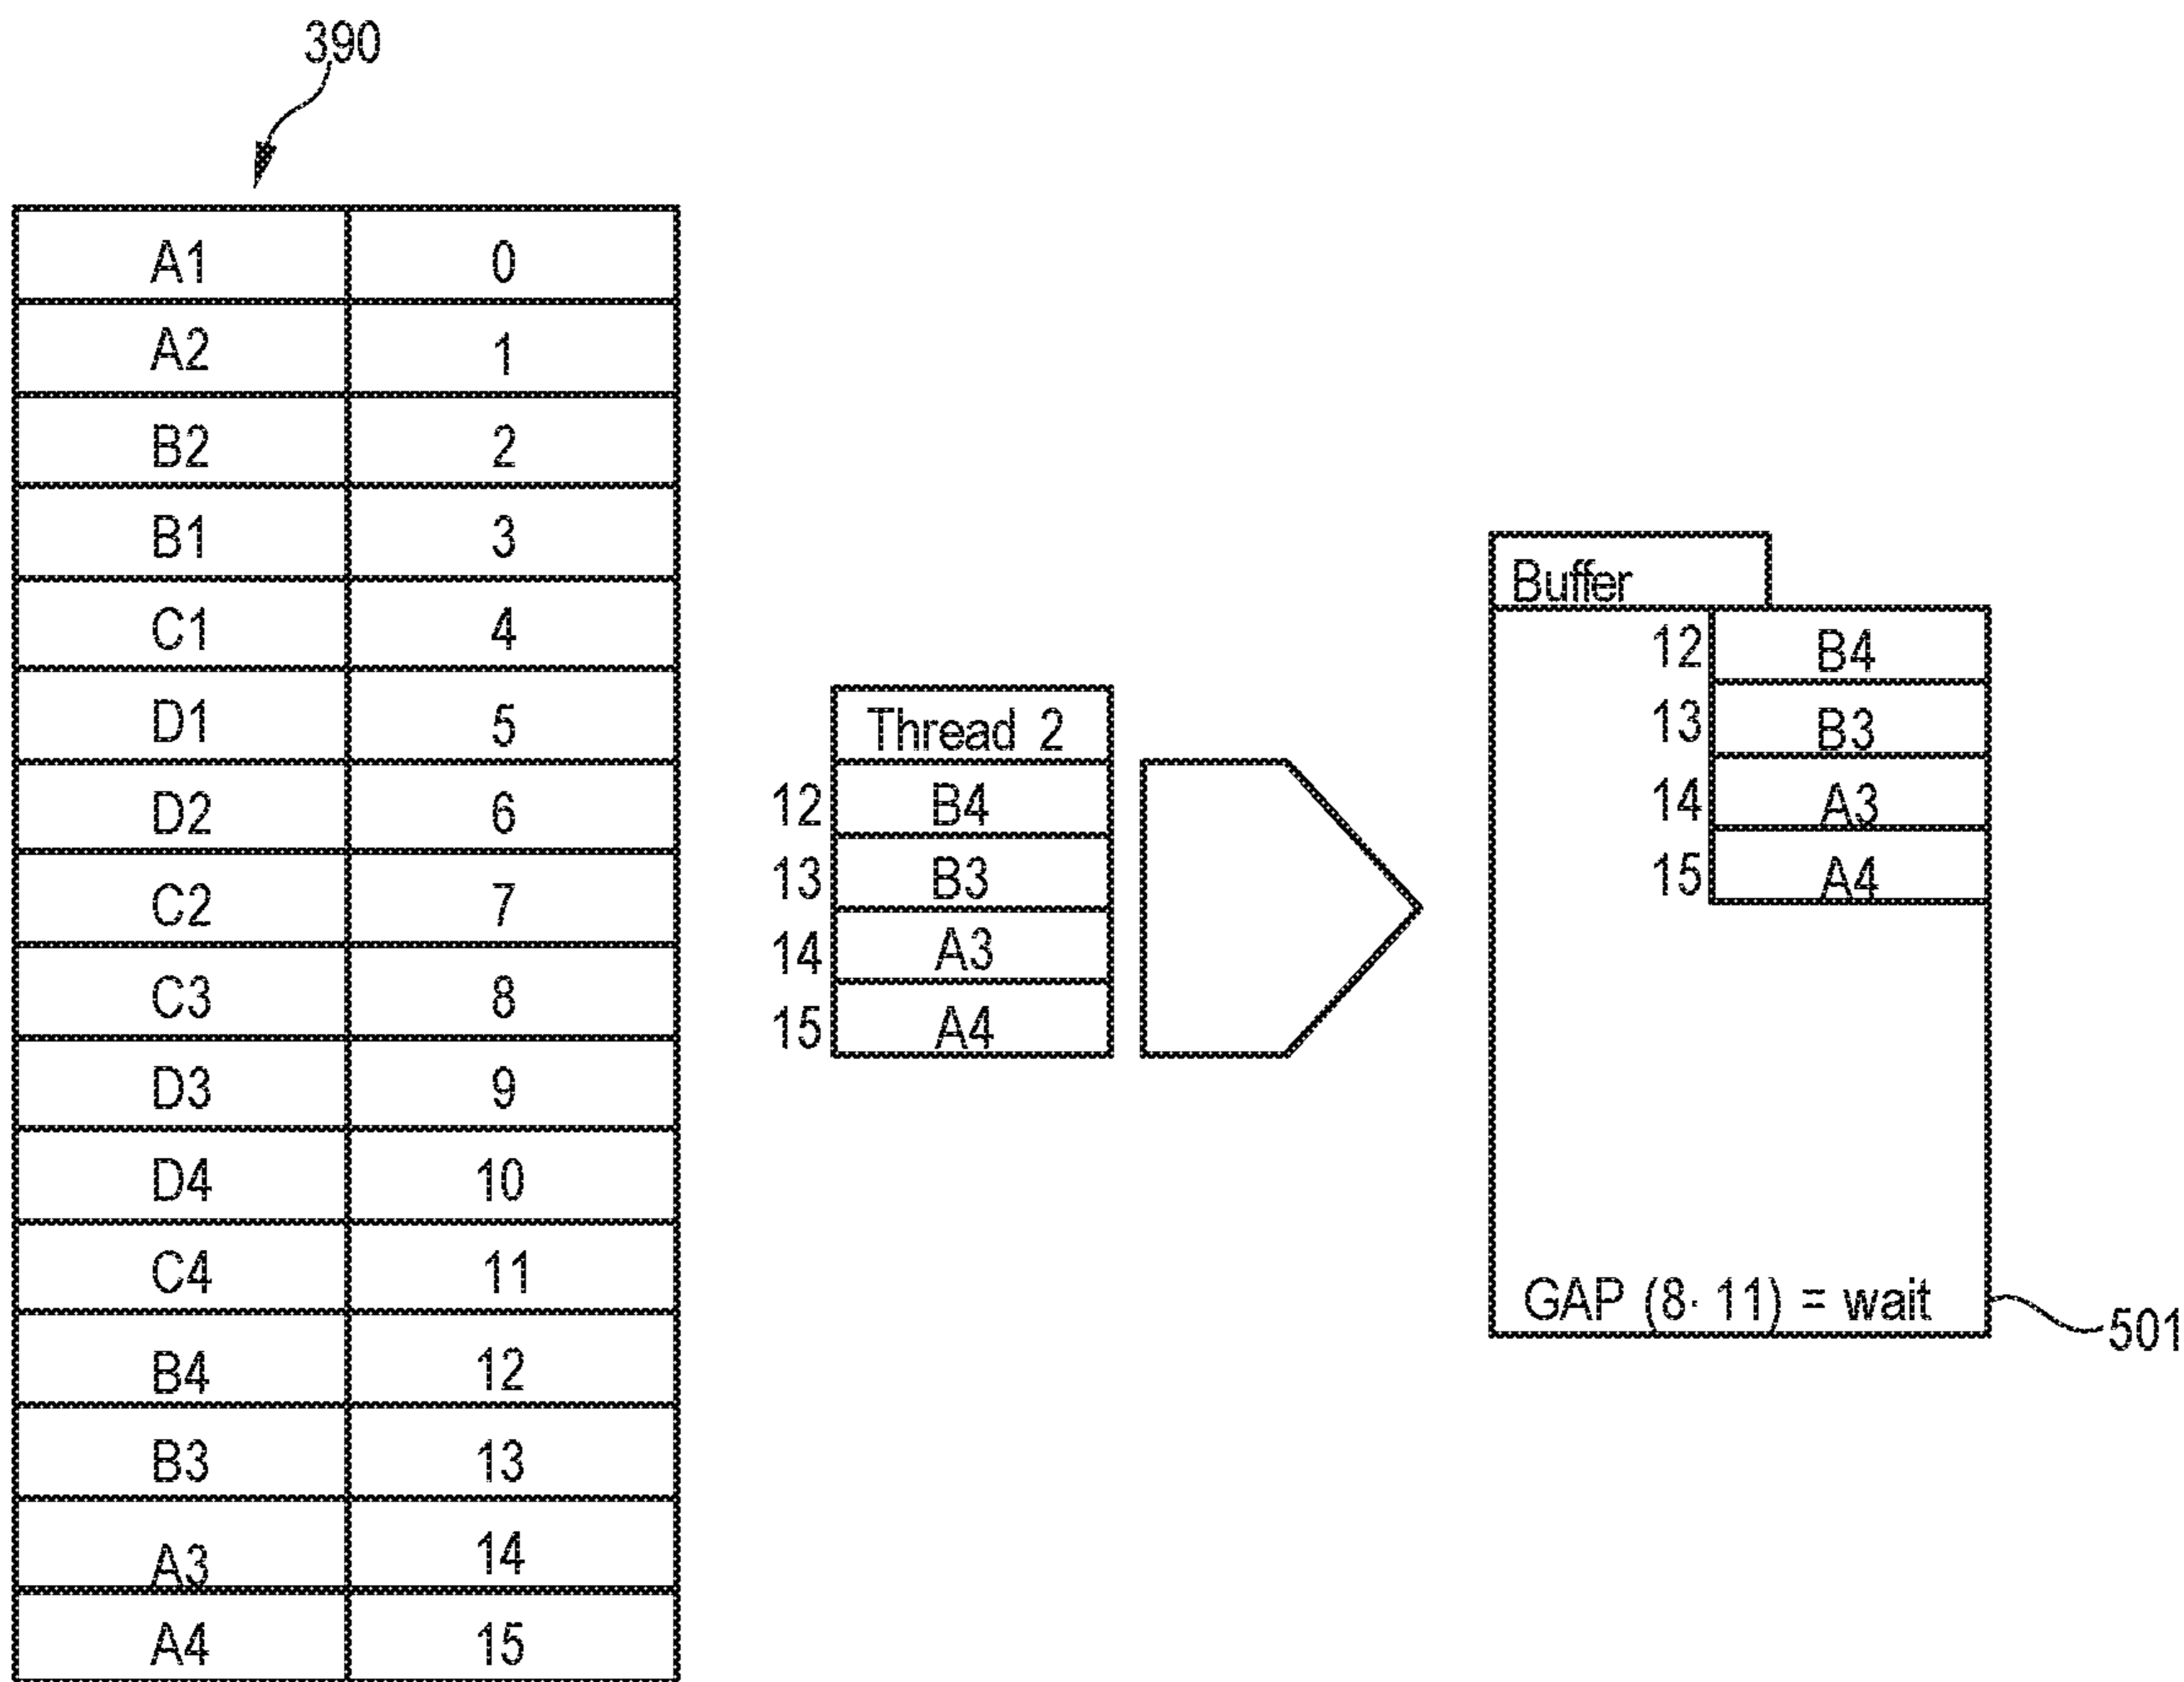 390
A1 0
A2 1
B2 2
B1 3
C1 4
D1 5
D2 6
C2 7
C3 8
D3 9
D4 10
C4 11
B4 12
B3 13
A3 14
A4 15
Thread 2
12 B4
13 B3
14 A3
15 A4
Buffer
12 B4
13 B3
14 A3
15 A4
GAP (8- 11) = wait
501